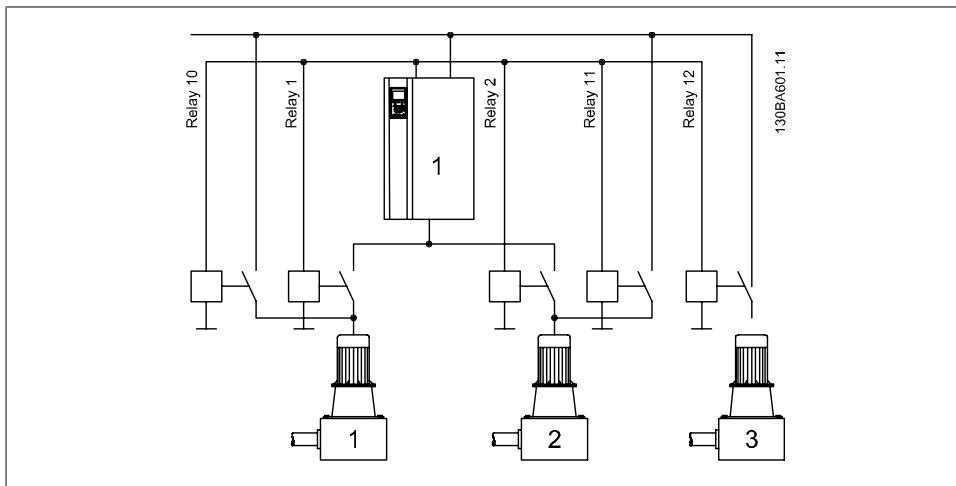 Relay 10
Relay 1
Relay 2
Relay 11
Relay 12
130BA601.11
1
1
2
3